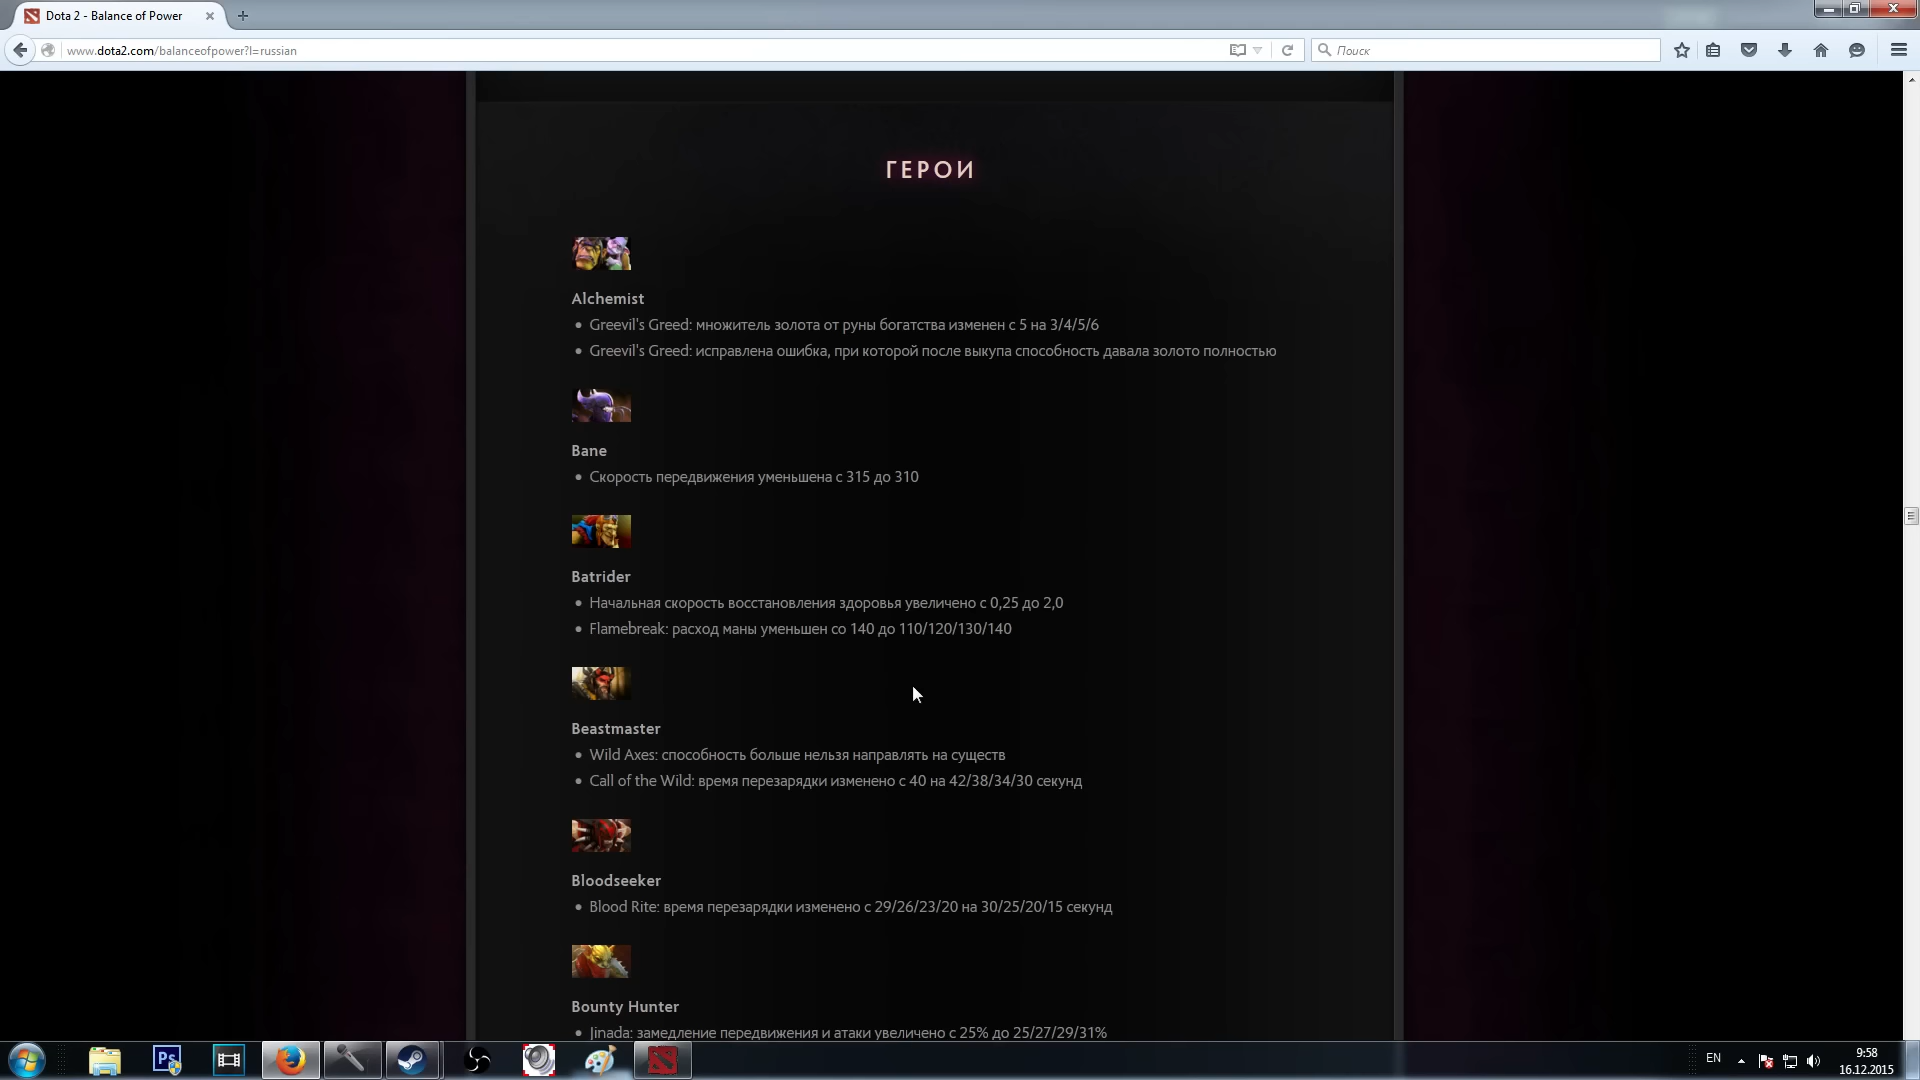 Dota 2 - Balance of Power
www.dota2.com/balanceofpower?l=russian
Поиск
ГЕРОИ
Alchemist
• Greevil's Greed: множитель золота от руны богатства изменен с 5 на 3/4/5/6
• Greevil's Greed: исправлена ошибка, при которой после выкупа способность давала золото полностью
Bane
• Скорость передвижения уменьшена с 315 до 310
Batrider
• Начальная скорость восстановления здоровья увеличено с 0,25 до 2,0
• Flamebreak: расход маны уменьшен со 140 до 110/120/130/140
Beastmaster
• Wild Axes: способность больше нельзя направлять на существ
• Call of the Wild: время перезарядки изменено с 40 на 42/38/34/30 секунд
Bloodseeker
• Blood Rite: время перезарядки изменено с 29/26/23/20 на 30/25/20/15 секунд
Bounty Hunter
• Jinada: замедление передвижения и атаки увеличено с 25% до 25/27/29/31%
Ps
EN
9:58
16.12.2015